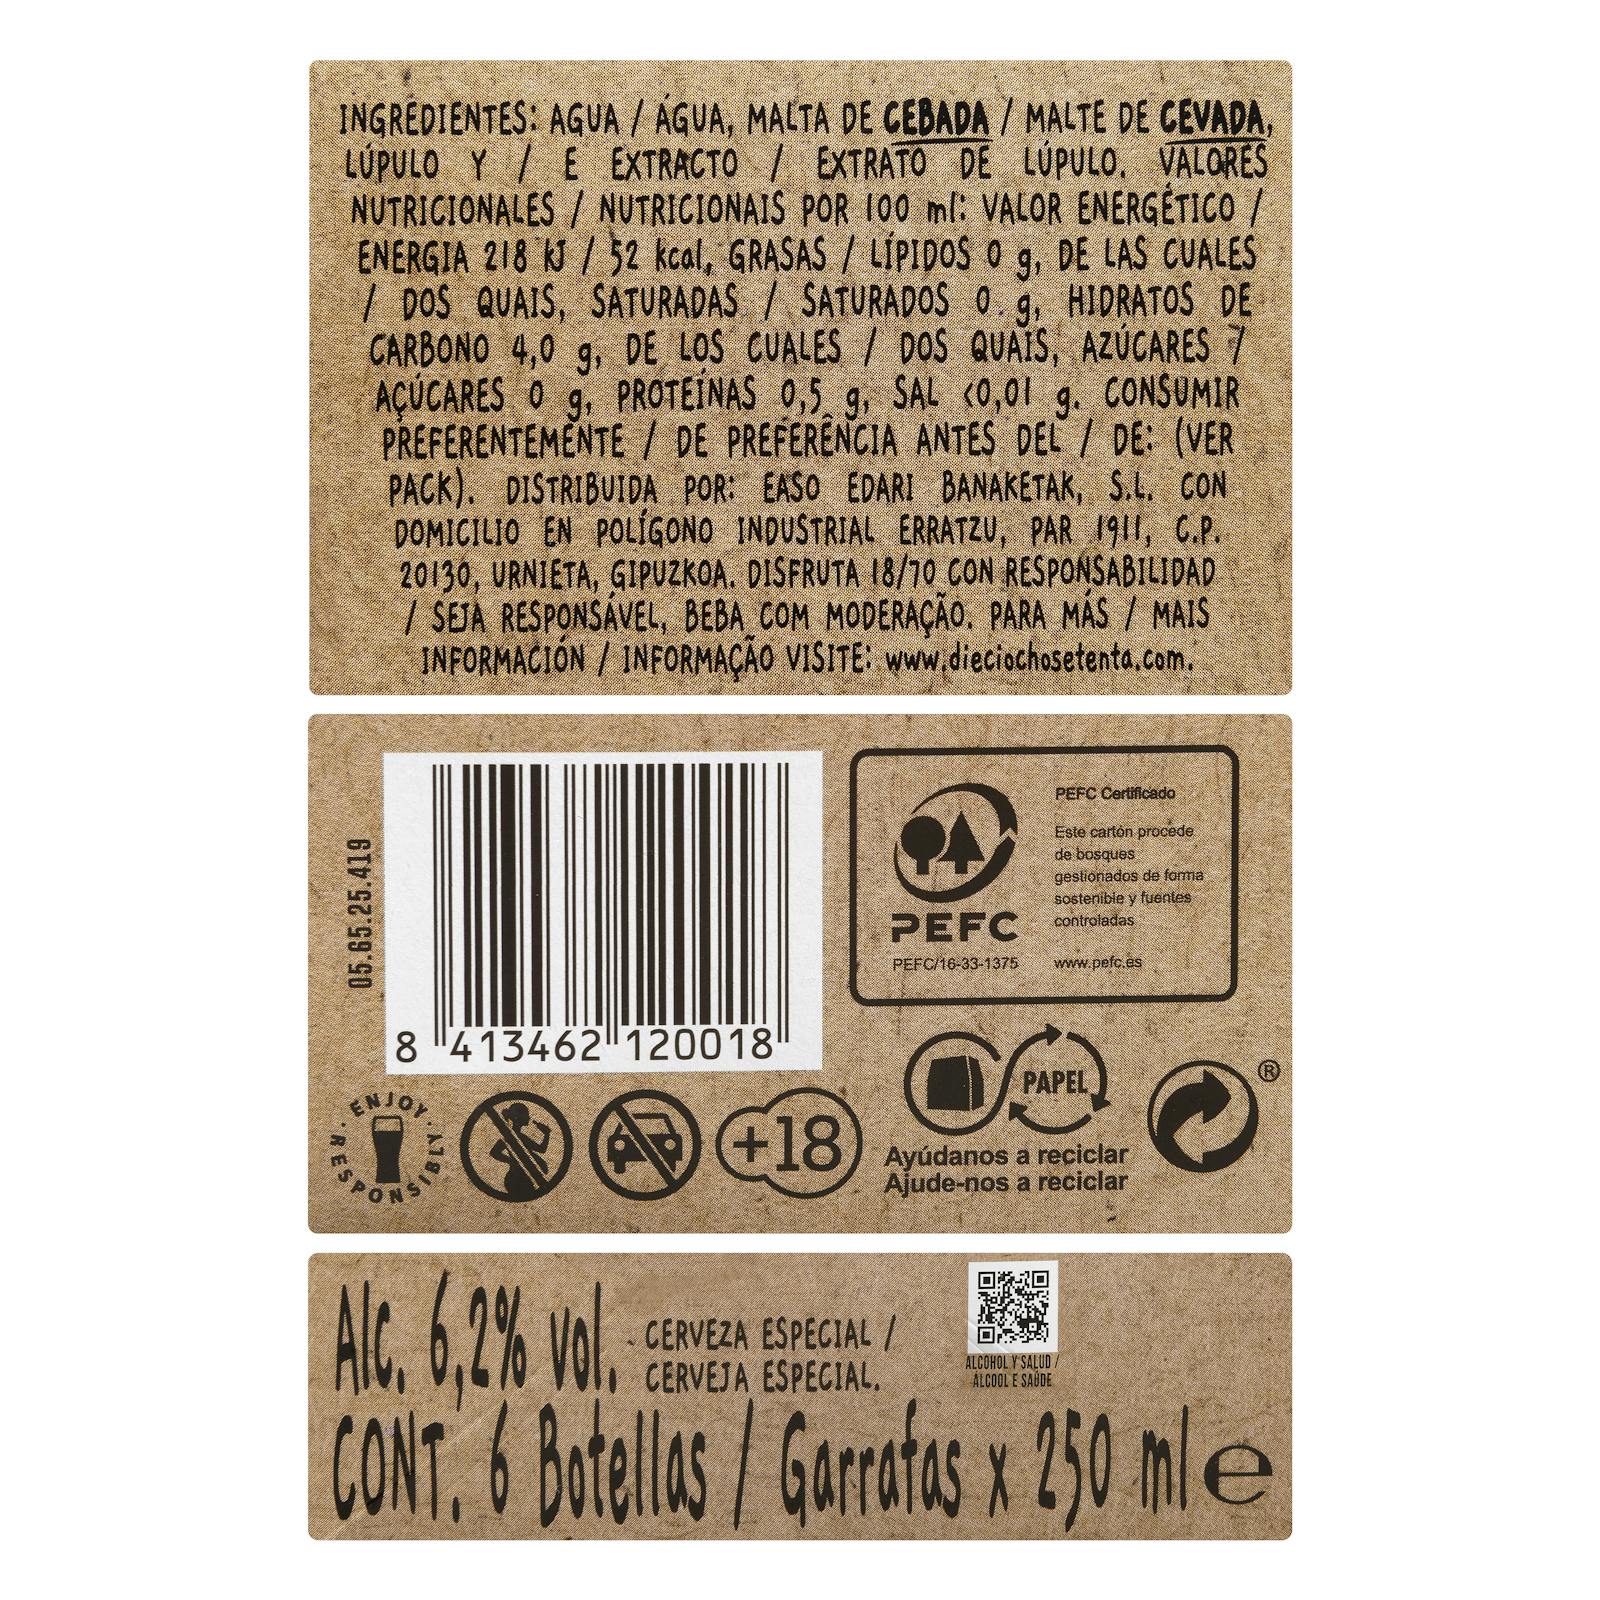 INGREDIENTES: AGUA / ÁGUA, MALTA DE CEBADA / MALTE DE CEVADA,
LÚPULO Y / E EXTRACTO / EXTRATO DE LÚPULO. VALORES
NUTRICIONALES / NUTRICIONAIS POR 100 ml: VALOR ENERGÉTICO /
ENERGIA 218 kJ / 52 kcal, GRASAS / LÍPIDOS 0 g, DE LAS CUALES
/ DOS QUAIS, SATURADAS / SATURADOS 0 g, HIDRATOS DE
CARBONO 4,0 g, DE LOS CUALES / DOS QUAIS, AZÚCARES /
AÇÚCARES 0 g, PROTEÍNAS 0,5 g, SAL <0,01 g. CONSUMIR
PREFERENTEMENTE / DE PREFERÊNCIA ANTES DEL / DE: (VER
PACK). DISTRIBUIDA POR: EASO EDARI BANAKETAK, S.L. CON
DOMICILIO EN POLÍGONO INDUSTRIAL ERRATZU, PAR 1911, C.P.
20130, URNIETA, GIPUZKOA. DISFRUTA 18/70 CON RESPONSABILIDAD
/ SEJA RESPONSÁVEL, BEBA COM MODERAÇÃO. PARA MÁS / MAIS
INFORMACIÓN / INFORMAÇÃO VISITE: www.dieciochosetenta.com.
05.65.25.419
8 413462 120018
PEFC
PEFC/16-33-1375
PEFC Certificado
Este cartón procede
de bosques
gestionados de forma
sostenible y fuentes
controladas
www.pefc.es
ENJOY
RESPONSIBLY
+18
PAPEL
Ayúdanos a reciclar
Ajude-nos a reciclar
®
Alc. 6,2% vol.
CERVEZA ESPECIAL /
CERVEJA ESPECIAL.
ALCOHOL Y SALUD /
ÁLCOOL E SAÚDE
CONT. 6 Botellas / Garrafas x 250 ml e